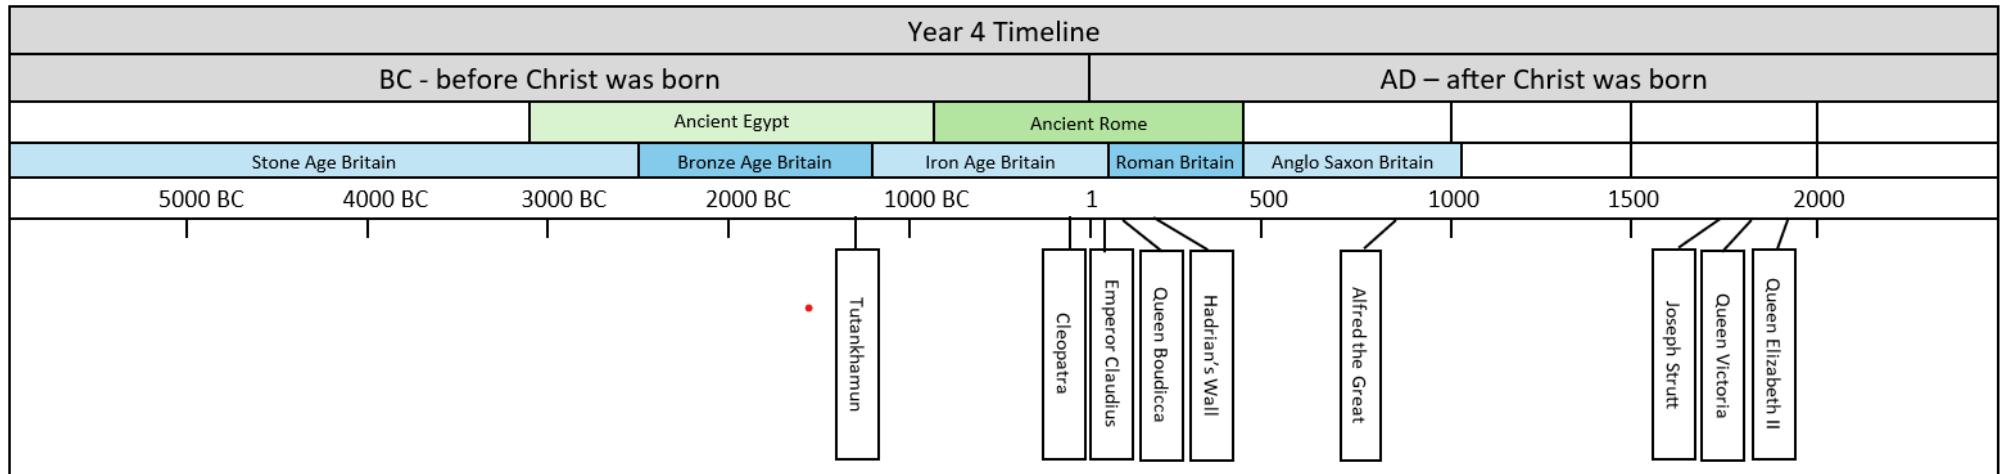 Year 4 Timeline
BC - before Christ was born
AD – after Christ was born
Ancient Egypt
Ancient Rome
Stone Age Britain
Bronze Age Britain
Iron Age Britain
Roman Britain
Anglo Saxon Britain
5000 BC
4000 BC
3000 BC
2000 BC
1000 BC
1
500
1000
1500
2000
Tutankhamun
Cleopatra
Emperor Claudius
Queen Boudicca
Hadrian's Wall
Alfred the Great
Joseph Strutt
Queen Victoria
Queen Elizabeth II